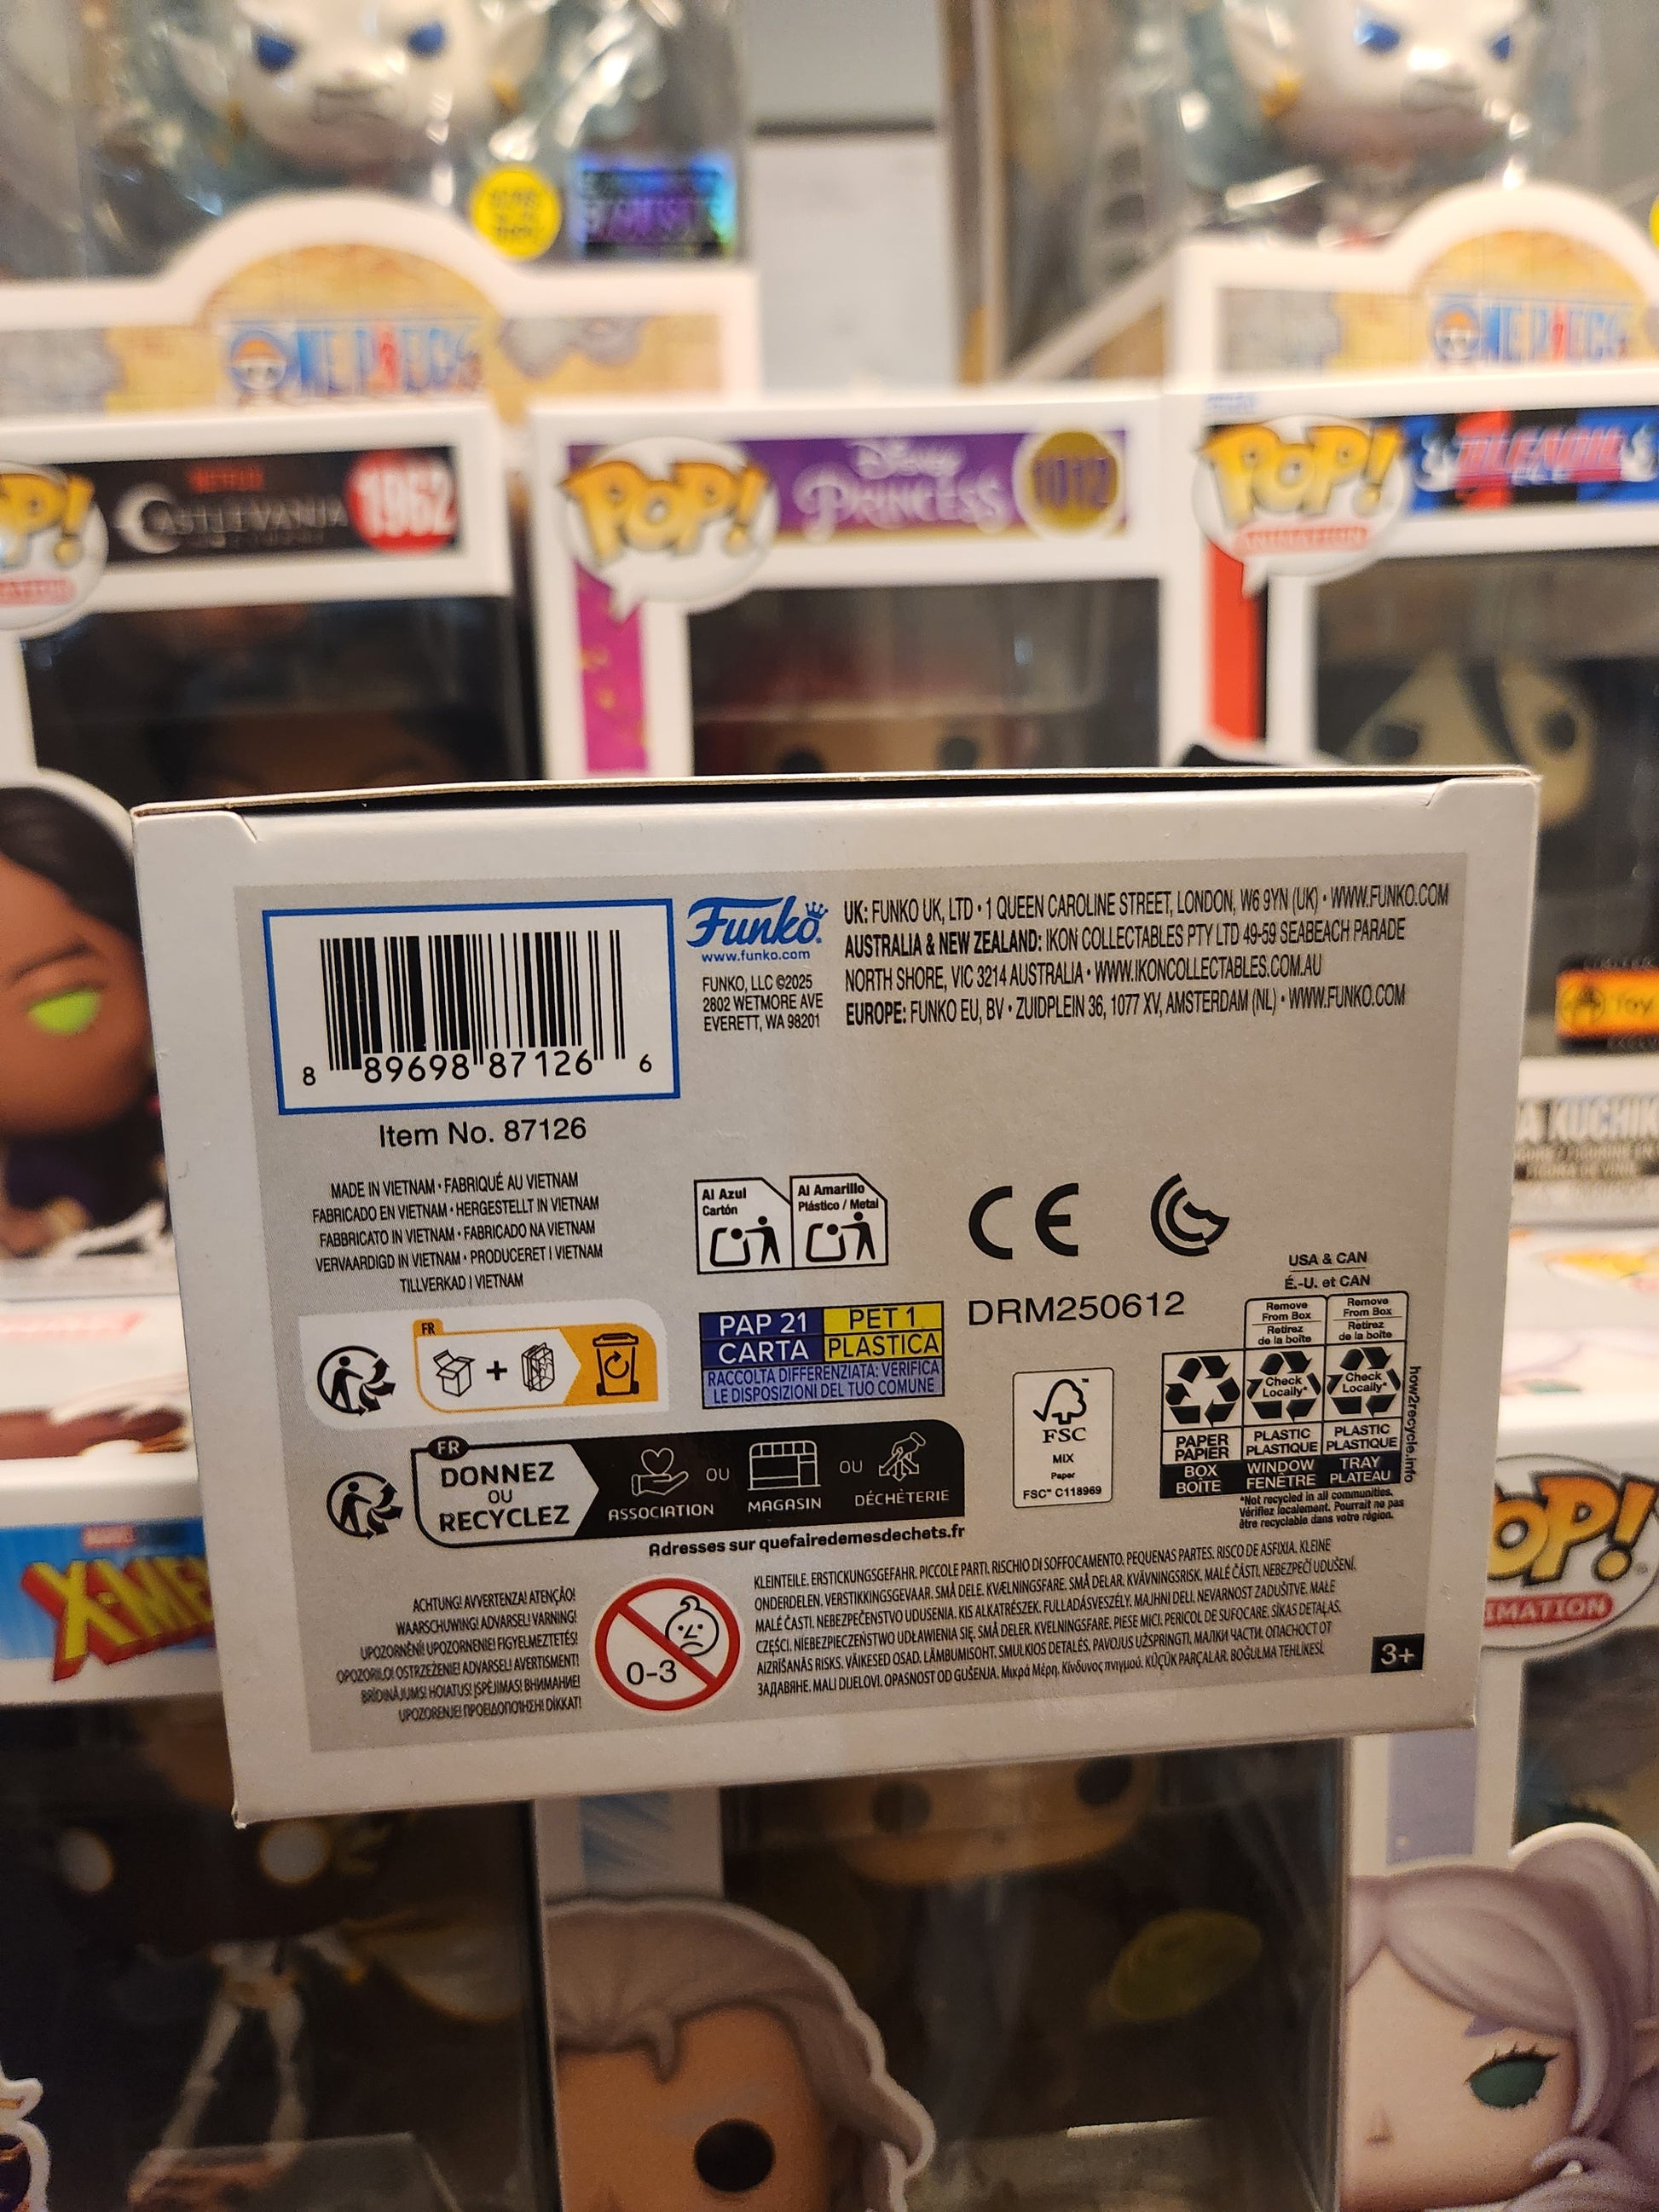 ONE PIECE
ONE PIECE
POP!
NETFLIX
CASTLEVANIA
1962
POP!
Disney
PRINCESS
1012
POP!
ANIMATION
BLEACH
Toy
KUCHIK
8 89698 87126 6
Item No. 87126
Funko
www.funko.com
FUNKO, LLC ©2025
2802 WETMORE AVE
EVERETT, WA 98201
UK: FUNKO UK, LTD • 1 QUEEN CAROLINE STREET, LONDON, W6 9YN (UK) • WWW.FUNKO.COM
AUSTRALIA & NEW ZEALAND: IKON COLLECTABLES PTY LTD 49-59 SEABEACH PARADE
NORTH SHORE, VIC 3214 AUSTRALIA • WWW.IKONCOLLECTABLES.COM.AU
EUROPE: FUNKO EU, BV • ZUIDPLEIN 36, 1077 XV, AMSTERDAM (NL) • WWW.FUNKO.COM
MADE IN VIETNAM • FABRIQUÉ AU VIETNAM
FABRICADO EN VIETNAM • HERGESTELLT IN VIETNAM
FABBRICATO IN VIETNAM • FABRICADO NA VIETNAM
VERVAARDIGD IN VIETNAM • PRODUCERET I VIETNAM
TILLVERKAD I VIETNAM
Al Azul
Cartón
Al Amarillo
Plástico / Metal
CE
DRM250612
USA & CAN
É.-U. et CAN
Remove
From Box
Retirez
de la boîte
Remove
From Box
Retirez
de la boîte
Check
Locally*
Check
Locally*
PAPER
PAPIER
PLASTIC
PLASTIQUE
PLASTIC
PLASTIQUE
BOX
BOÎTE
WINDOW
FENÊTRE
TRAY
PLATEAU
how2recycle.info
*Not recycled in all communities.
Vérifiez localement. Pourrait ne pas
être recyclable dans votre région.
FR
PAP 21
CARTA
PET 1
PLASTICA
RACCOLTA DIFFERENZIATA: VERIFICA
LE DISPOSIZIONI DEL TUO COMUNE
FSC
MIX
Paper
FSC™ C118969
FR
DONNEZ
OU
RECYCLEZ
ASSOCIATION
OU
MAGASIN
OU
DÉCHÈTERIE
Adresses sur quefairedemesdechets.fr
ACHTUNG! AVVERTENZA! ATENÇÃO!
WAARSCHUWING! ADVARSEL! VARNING!
UPOZORNĚNÍ! UPOZORNENIE! FIGYELMEZTETÉS!
OPOZORILO! OSTRZEŻENIE! ADVARSEL! AVERTISMENT!
BRĪDINĀJUMS! HOIATUS! ĮSPĖJIMAS! ВНИМАНИЕ!
UPOZORENJE! ΠΡΟΕΙΔΟΠΟΙΗΣΗ! DİKKAT!
0-3
KLEINTEILE. ERSTICKUNGSGEFAHR. PICCOLE PARTI. RISCHIO DI SOFFOCAMENTO. PEQUENAS PARTES. RISCO DE ASFIXIA. KLEINE
ONDERDELEN. VERSTIKKINGSGEVAAR. SMÅ DELE. KVÆLNINGSFARE. SMÅ DELAR. KVÄVNINGSRISK. MALÉ ČÁSTI. NEBEZPEČÍ UDUŠENÍ.
MALÉ ČASTI. NEBEZPEČENSTVO UDUSENIA. KIS ALKATRÉSZEK. FULLADÁSVESZÉLY. MAJHNI DELI. NEVARNOST ZADUŠITVE. MAŁE
CZĘŚCI. NIEBEZPIECZEŃSTWO UDŁAWIENIA SIĘ. SMÅ DELER. KVELNINGSFARE. PIESE MICI. PERICOL DE SUFOCARE. SĪKAS DETAĻAS.
AIZRĪŠANĀS RISKS. VÄIKESED OSAD. LÄMBUMISOHT. SMULKIOS DETALĖS. PAVOJUS UŽSPRINGTI. МАЛКИ ЧАСТИ. ОПАСНОСТ ОТ
ЗАДАВЯНЕ. MALI DIJELOVI. OPASNOST OD GUŠENJA. Μικρά Μέρη. Κίνδυνος πνιγμού. KÜÇÜK PARÇALAR. BOĞULMA TEHLİKESİ.
3+
MARVEL
X-MEN
POP!
ANIMATION